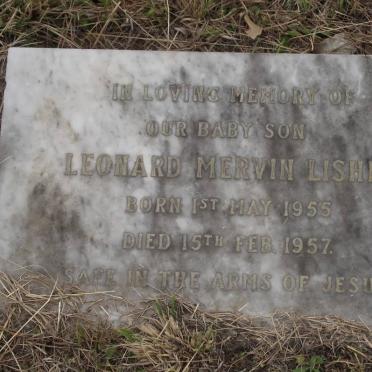 IN LOVING MEMORY OF
OUR BABY SON
LEONARD MERVIN
BORN 1ST. MAY 1955
DIED 15TH FEB. 1957.
SAFE IN THE ARMS OF